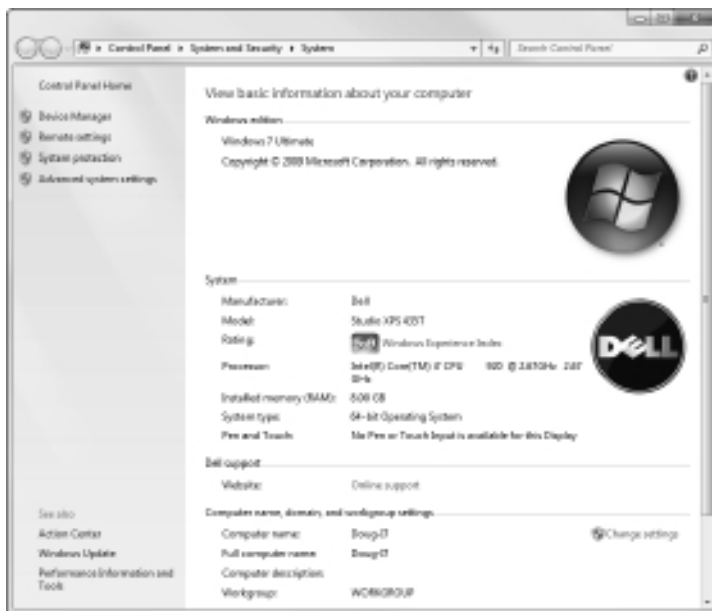 Control Panel ▸ System and Security ▸ System
Search Control Panel
Control Panel Home
Device Manager
Remote settings
System protection
Advanced system settings
See also
Action Center
Windows Update
Performance Information and
Tools
View basic information about your computer
Windows edition
Windows 7 Ultimate
Copyright © 2009 Microsoft Corporation. All rights reserved.
System
Manufacturer: Dell
Model: Studio XPS
Rating: Windows Experience Index
Processor: Intel(R) Core(TM) i7 CPU 920 @ 2.67GHz 2.67
GHz
Installed memory (RAM): 8.00 GB
System type: 64-bit Operating System
Pen and Touch: No Pen or Touch Input is available for this Display
DELL
Dell support
Website: Online support
Computer name, domain, and workgroup settings
Computer name: Doug-I7
Change settings
Full computer name: Doug-I7
Computer description:
Workgroup: WORKGROUP